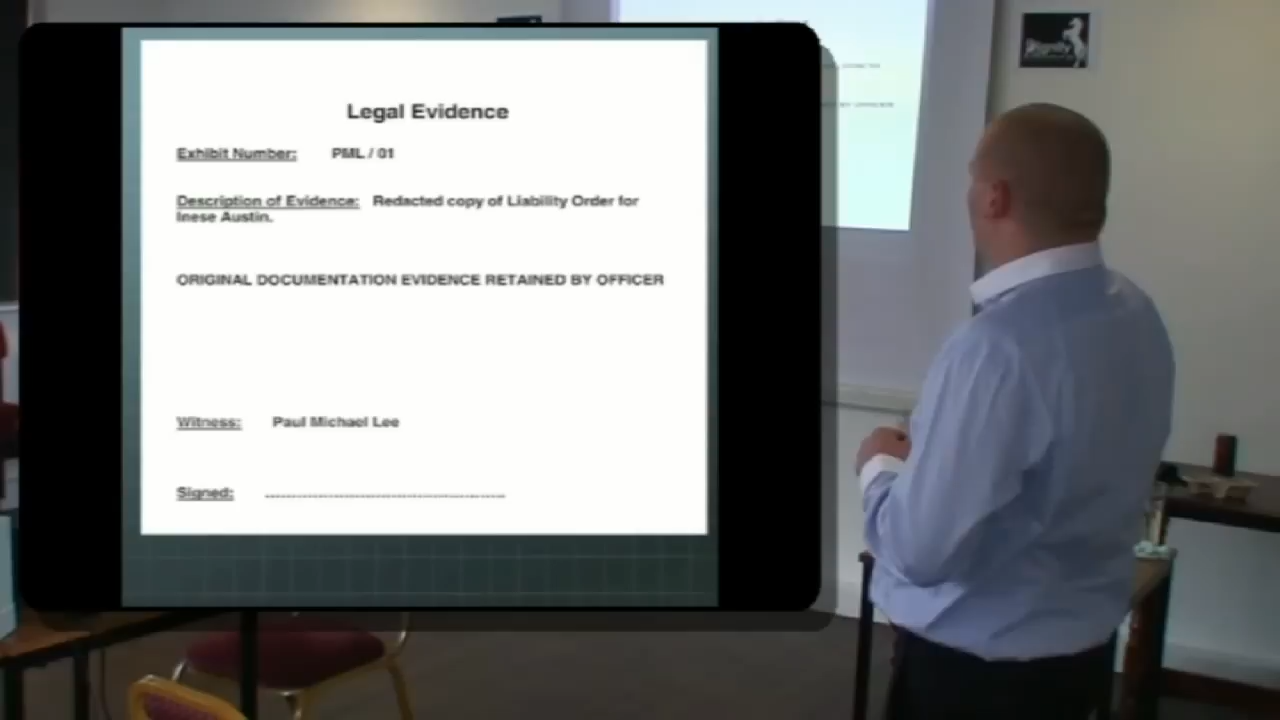 Legal Evidence
Exhibit Number: PML / 01
Description of Evidence: Redacted copy of Liability Order for
Inese Austin.
ORIGINAL DOCUMENTATION EVIDENCE RETAINED BY OFFICER
Witness: Paul Michael Lee
Signed: ................................................
Dignity